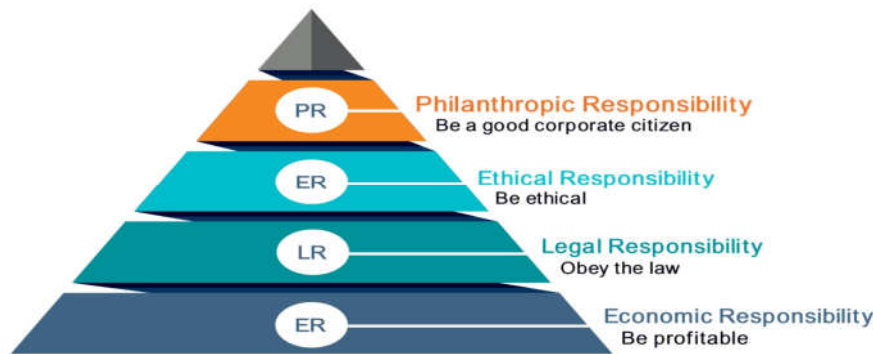 PR
Philanthropic Responsibility
Be a good corporate citizen
ER
Ethical Responsibility
Be ethical
LR
Legal Responsibility
Obey the law
ER
Economic Responsibility
Be profitable